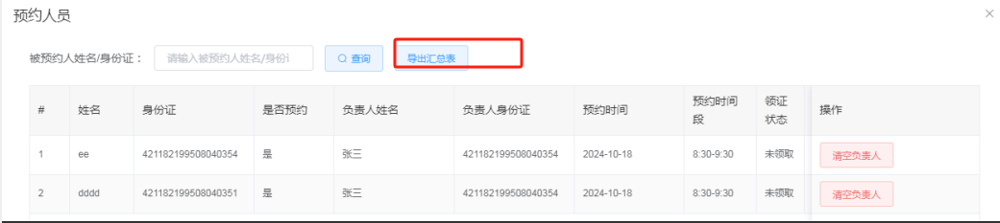 预约人员
×
被预约人姓名/身份证： 请输入被预约人姓名/身份i 查询 导出汇总表
# 姓名 身份证 是否预约 负责人姓名 负责人身份证 预约时间 预约时间段 领证状态 操作
1 ee 421182199508040354 是 张三 421182199508040354 2024-10-18 8:30-9:30 未领取 清空负责人
2 dddd 421182199508040351 是 张三 421182199508040354 2024-10-18 8:30-9:30 未领取 清空负责人